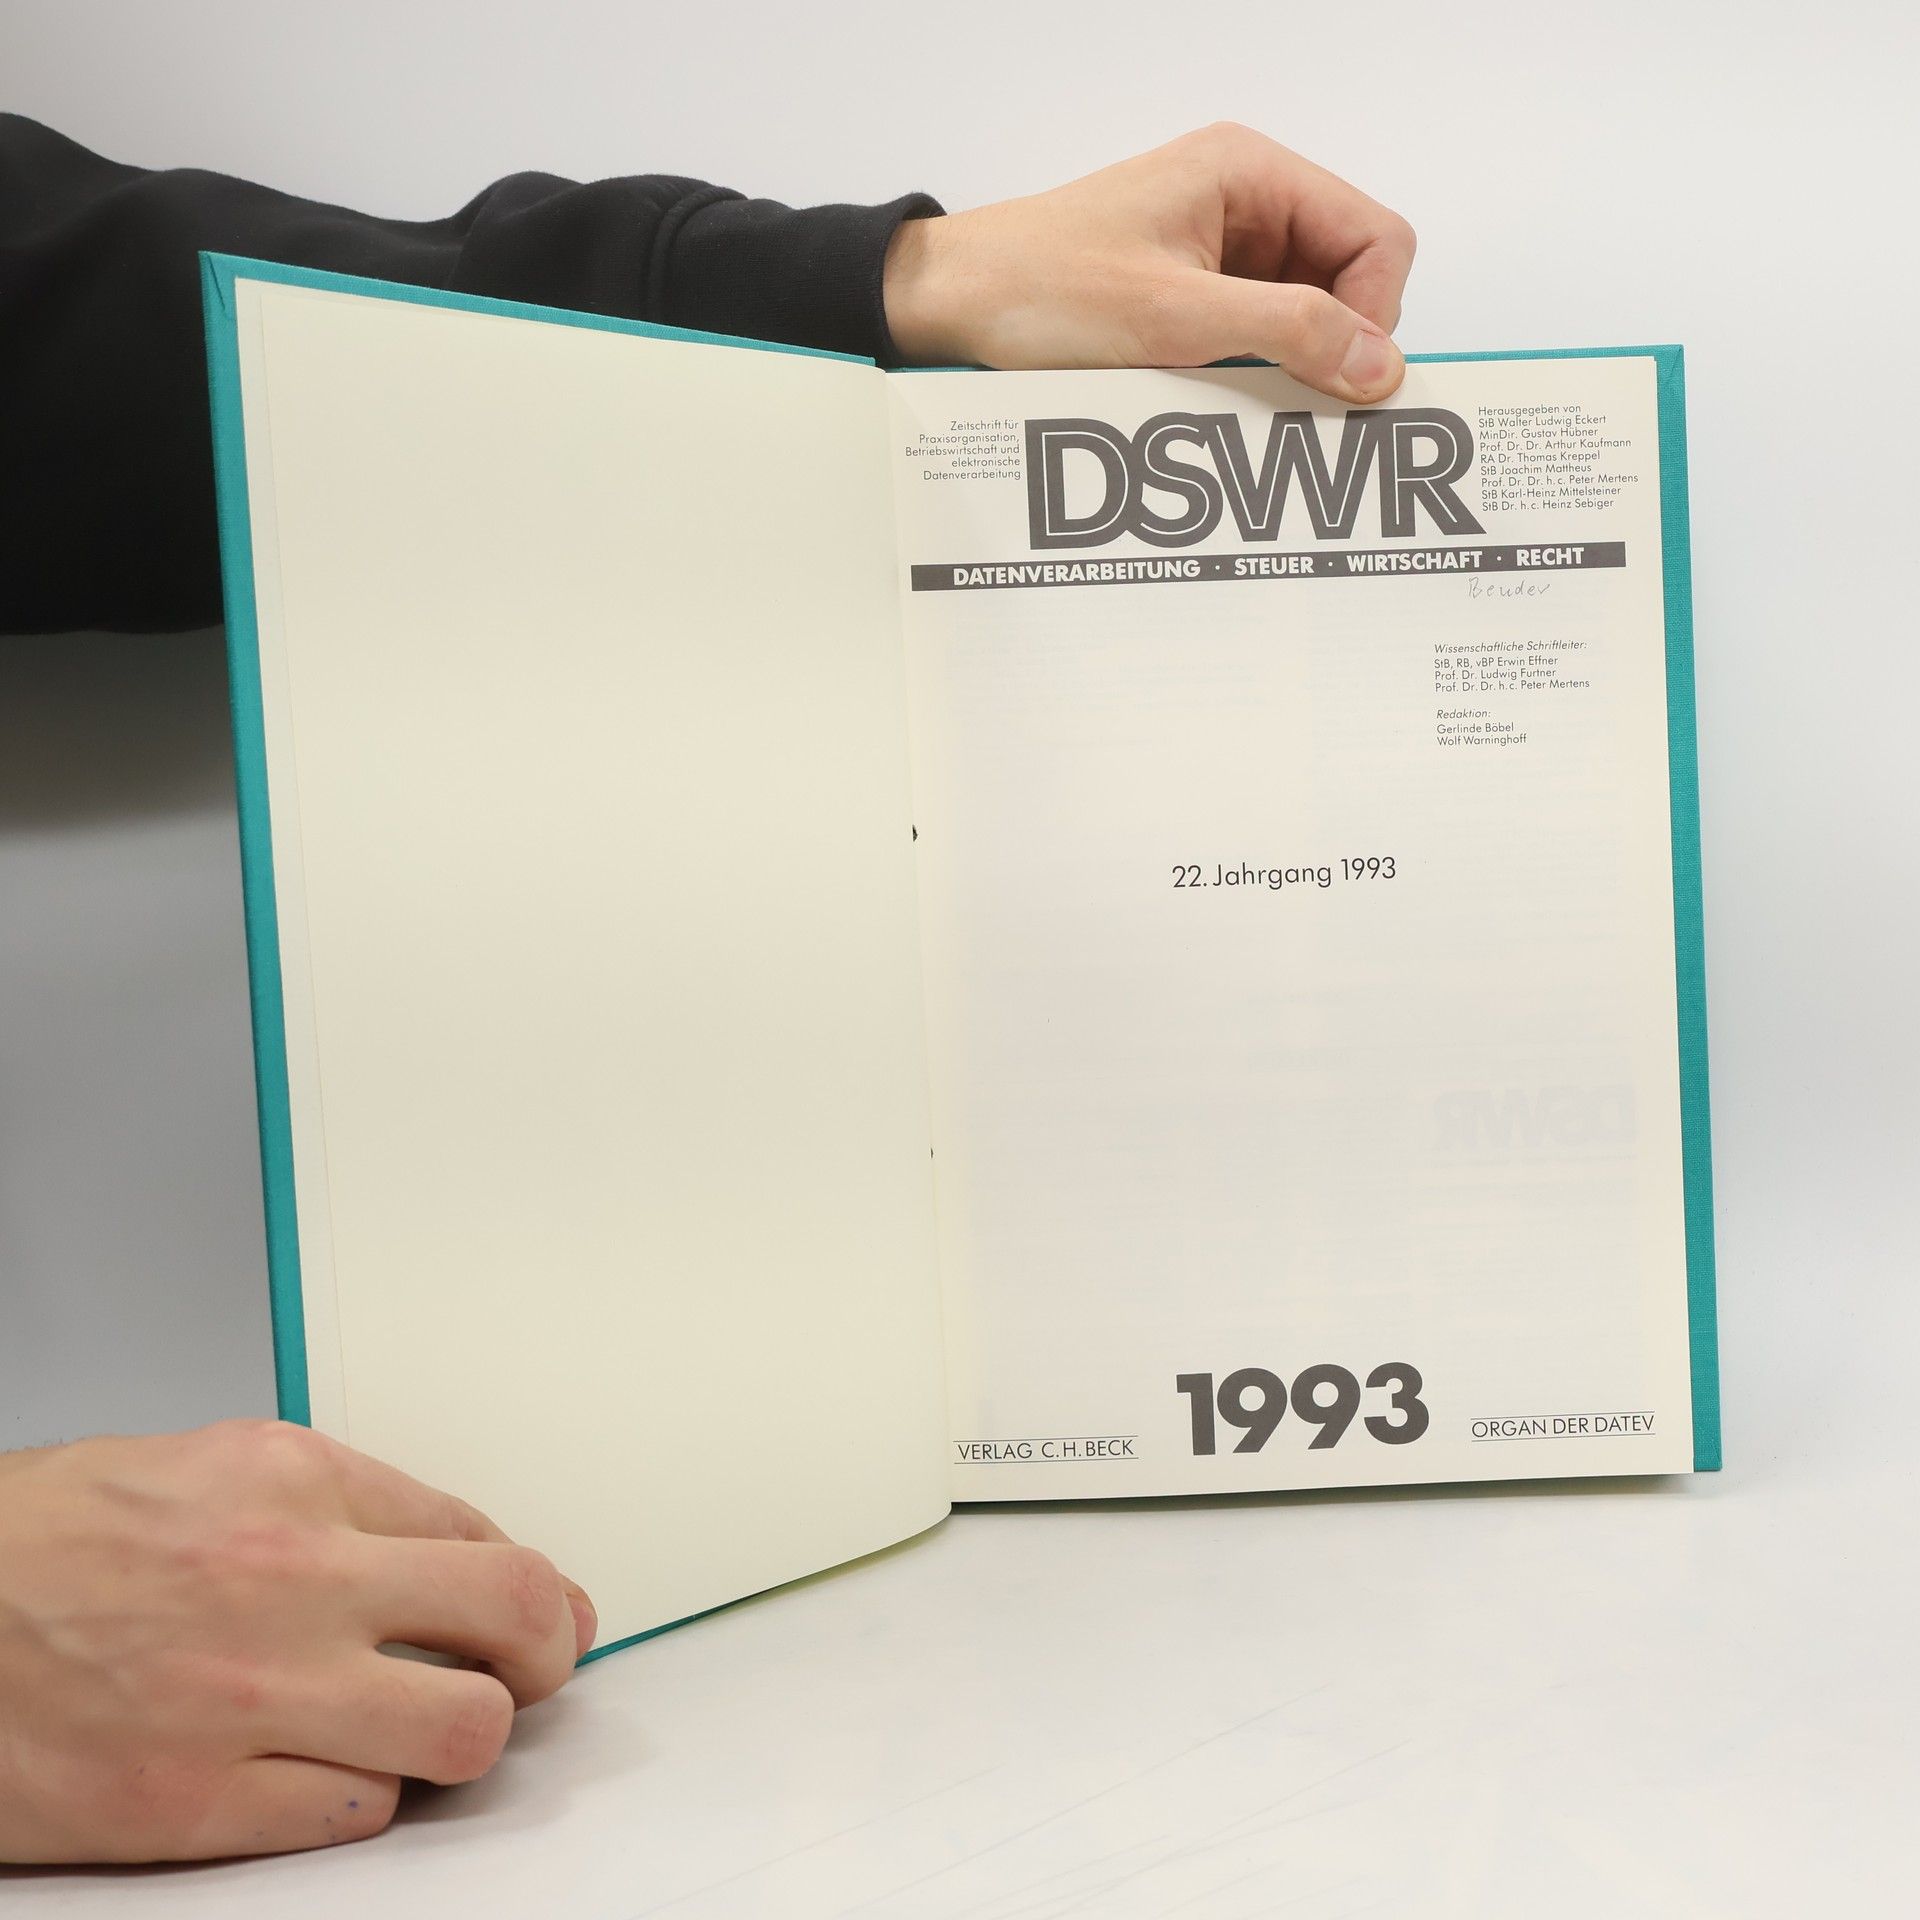 Zeitschrift für
Praxisorganisation,
Betriebswirtschaft und
elektronische
Datenverarbeitung
DSWR
Herausgegeben von
StB Walter Ludwig Eckert
MinDir. Gustav Hübner
Prof. Dr. Dr. Arthur Kaufmann
RA Dr. Thomas Kreppel
StB Joachim Mattheus
Prof. Dr. Dr. h. c. Peter Mertens
StB Karl-Heinz Mittelsteiner
StB Dr. h. c. Heinz Sebiger
DATENVERARBEITUNG · STEUER · WIRTSCHAFT · RECHT
Bender
Wissenschaftliche Schriftleiter:
StB, RB, vBP Erwin Effner
Prof. Dr. Ludwig Furtner
Prof. Dr. Dr. h. c. Peter Mertens
Redaktion:
Gerlinde Böbel
Wolf Warninghoff
22. Jahrgang 1993
DSWR
VERLAG C.H.BECK
1993
ORGAN DER DATEV